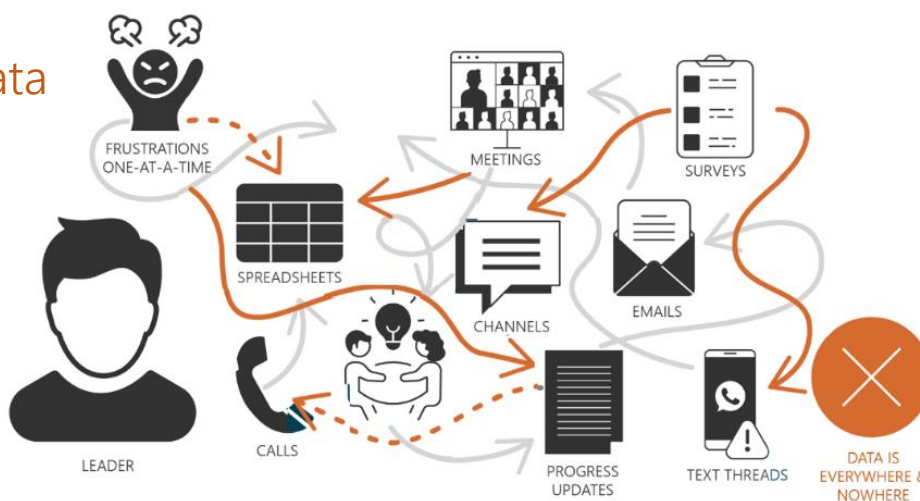 ata
FRUSTRATIONS
ONE-AT-A-TIME
MEETINGS
SURVEYS
SPREADSHEETS
CHANNELS
EMAILS
LEADER
CALLS
PROGRESS
UPDATES
TEXT THREADS
DATA IS
EVERYWHERE &
NOWHERE